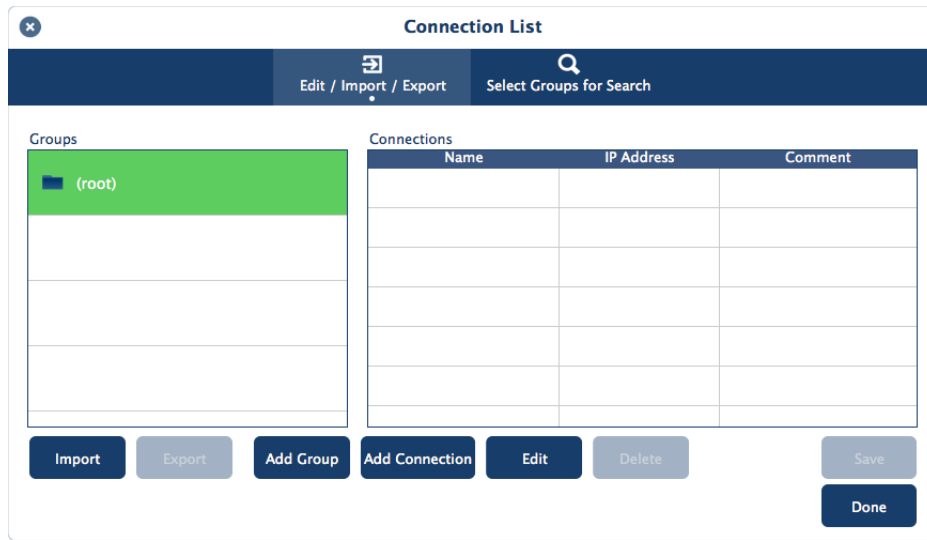 Connection List
Edit / Import / Export
Select Groups for Search
Groups
Connections
Name IP Address Comment
(root)
Import Export Add Group Add Connection Edit Delete Save
Done